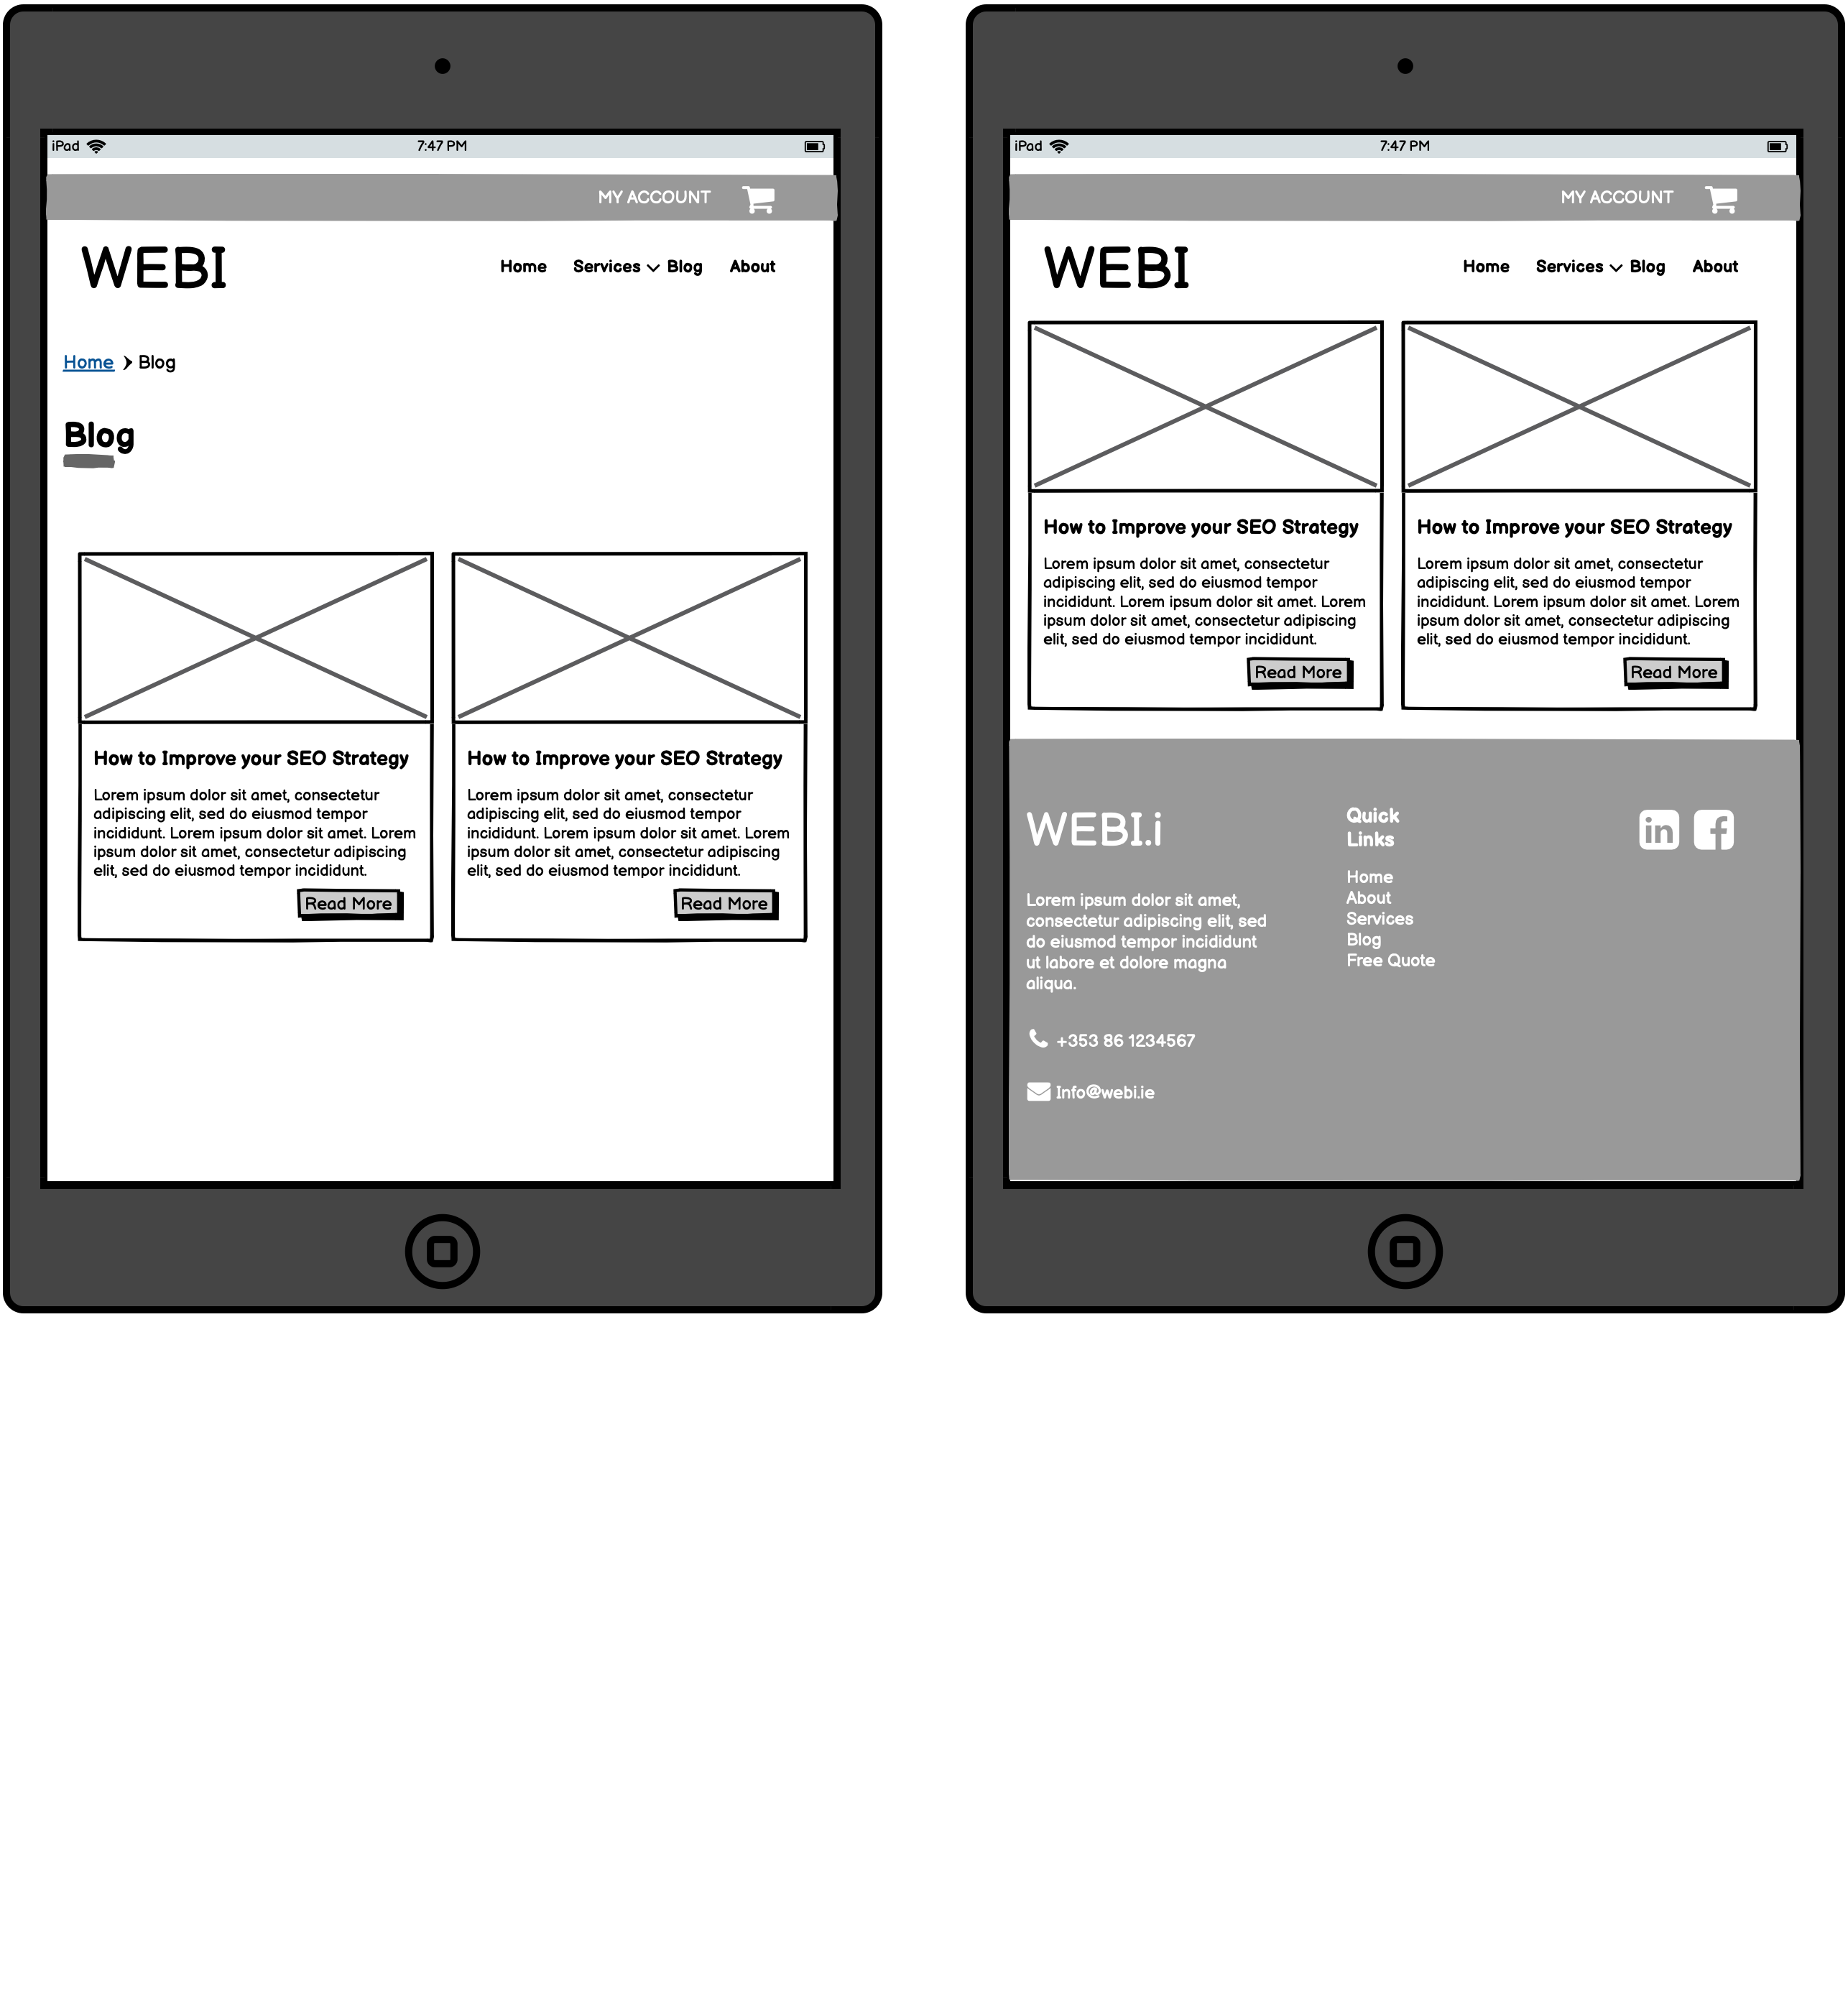 iPad 7:47 PM
MY ACCOUNT
WEBI
Home Services Blog About
Home Blog
Blog
How to Improve your SEO Strategy
Lorem ipsum dolor sit amet, consectetur
adipiscing elit, sed do eiusmod tempor
incididunt. Lorem ipsum dolor sit amet. Lorem
ipsum dolor sit amet, consectetur adipiscing
elit, sed do eiusmod tempor incididunt.
Read More
How to Improve your SEO Strategy
Lorem ipsum dolor sit amet, consectetur
adipiscing elit, sed do eiusmod tempor
incididunt. Lorem ipsum dolor sit amet. Lorem
ipsum dolor sit amet, consectetur adipiscing
elit, sed do eiusmod tempor incididunt.
Read More
iPad 7:47 PM
MY ACCOUNT
WEBI
Home Services Blog About
How to Improve your SEO Strategy
Lorem ipsum dolor sit amet, consectetur
adipiscing elit, sed do eiusmod tempor
incididunt. Lorem ipsum dolor sit amet. Lorem
ipsum dolor sit amet, consectetur adipiscing
elit, sed do eiusmod tempor incididunt.
Read More
How to Improve your SEO Strategy
Lorem ipsum dolor sit amet, consectetur
adipiscing elit, sed do eiusmod tempor
incididunt. Lorem ipsum dolor sit amet. Lorem
ipsum dolor sit amet, consectetur adipiscing
elit, sed do eiusmod tempor incididunt.
Read More
WEBI.i
Lorem ipsum dolor sit amet,
consectetur adipiscing elit, sed
do eiusmod tempor incididunt
ut labore et dolore magna
aliqua.
+353 86 1234567
Info@webi.ie
Quick
Links
Home
About
Services
Blog
Free Quote
in f